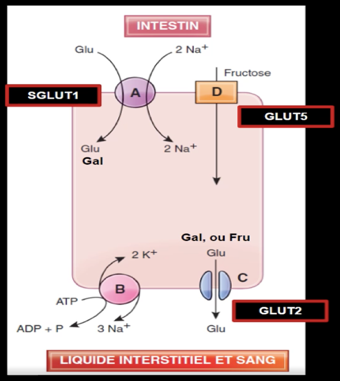 INTESTIN
Glu
2 Na+
Fructose
SGLUT1
A
D
GLUT5
Glu
Gal
2 Na+
Gal, ou Fru
2 K+
Glu
C
B
ATP
GLUT2
ADP + P
3 Na+
Glu
LIQUIDE INTERSTITIEL ET SANG